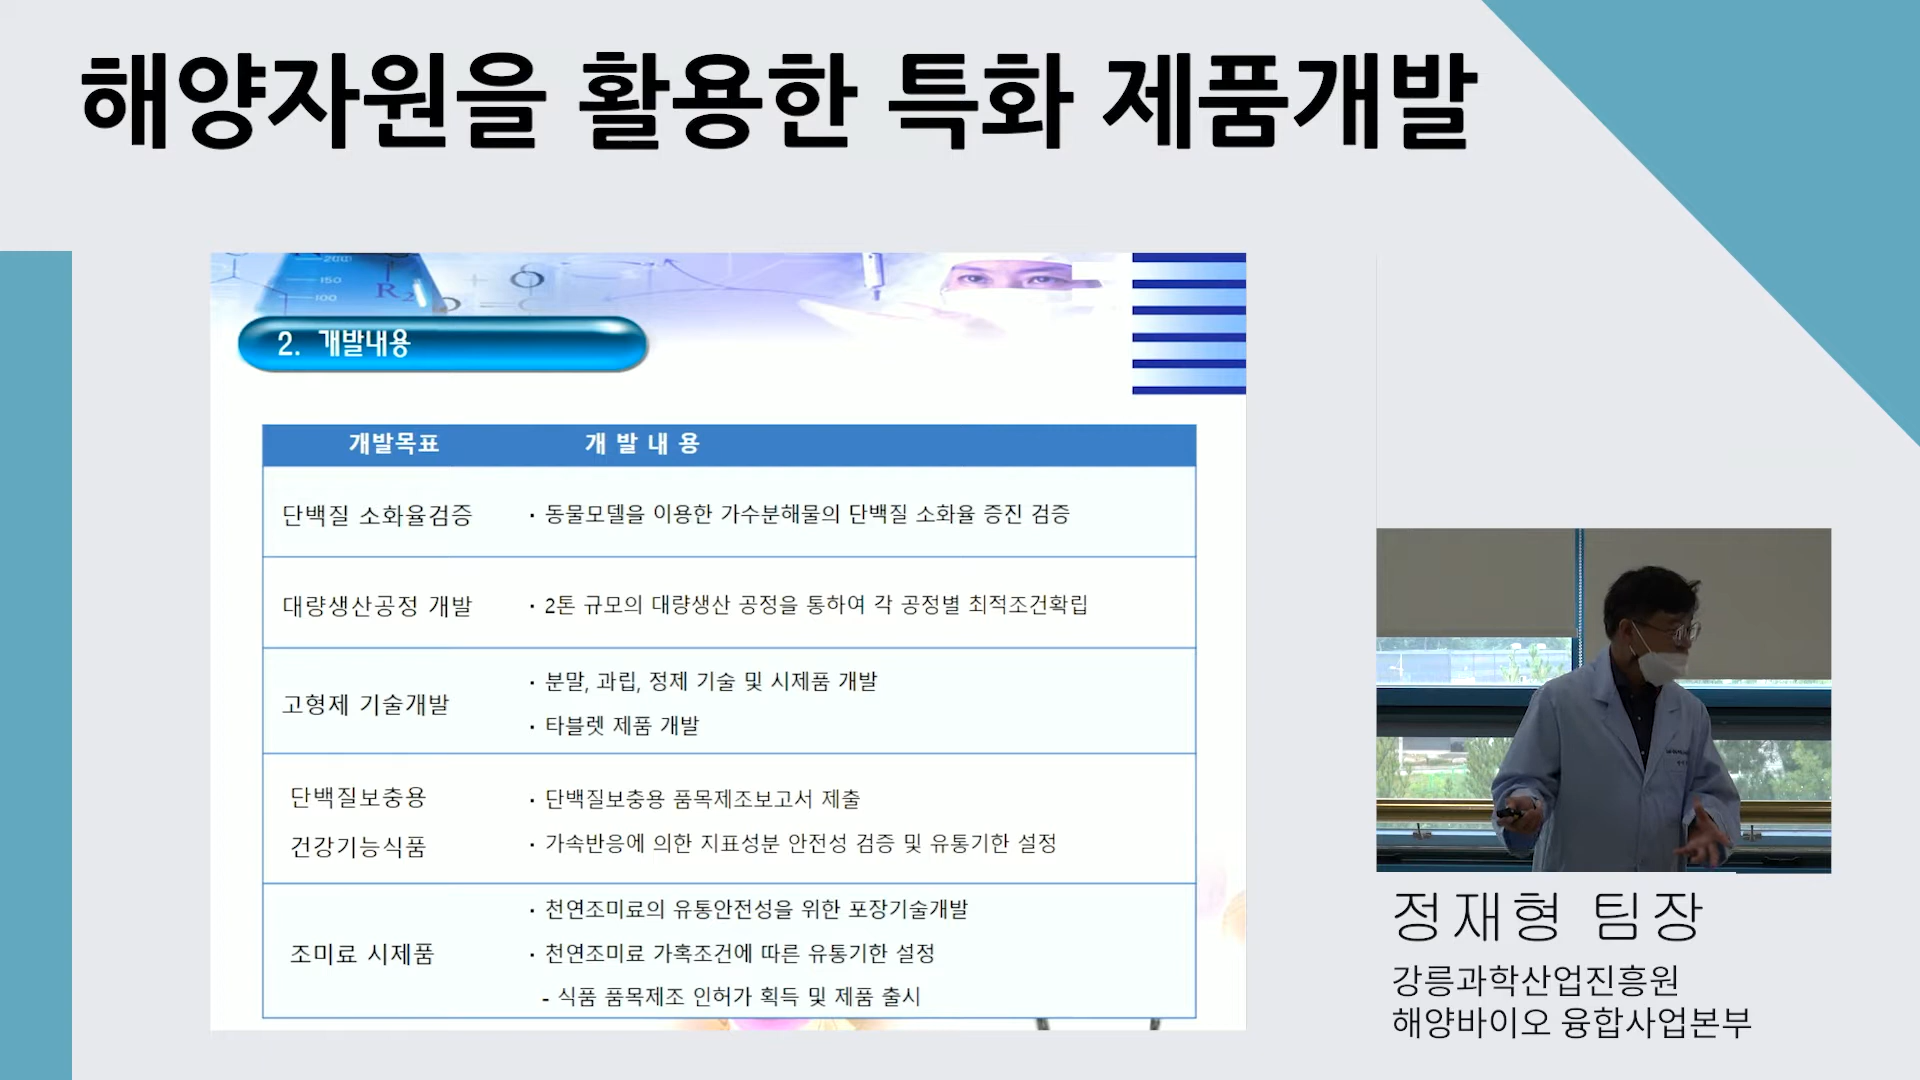 해양자원을 활용한 특화 제품개발
200
150
100
R2
2. 개발내용
개발목표 개 발 내 용
단백질 소화율검증 · 동물모델을 이용한 가수분해물의 단백질 소화율 증진 검증
대량생산공정 개발 · 2톤 규모의 대량생산 공정을 통하여 각 공정별 최적조건확립
고형제 기술개발
· 분말, 과립, 정제 기술 및 시제품 개발
· 타블렛 제품 개발
단백질보충용
건강기능식품
· 단백질보충용 품목제조보고서 제출
· 가속반응에 의한 지표성분 안전성 검증 및 유통기한 설정
조미료 시제품
· 천연조미료의 유통안전성을 위한 포장기술개발
· 천연조미료 가혹조건에 따른 유통기한 설정
- 식품 품목제조 인허가 획득 및 제품 출시
정재형 팀장
강릉과학산업진흥원
해양바이오 융합사업본부